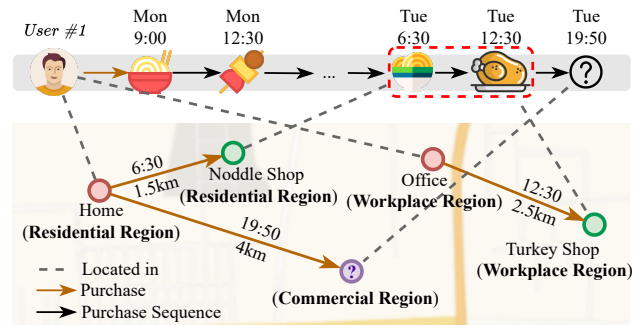 User #1
Mon
9:00
Mon
12:30
Tue
6:30
Tue
12:30
Tue
19:50
...
?
6:30
1.5km
Noddle Shop
(Residential Region)
Office
(Workplace Region)
12:30
2.5km
Home
(Residential Region)
19:50
4km
?
(Commercial Region)
Turkey Shop
(Workplace Region)
Located in
Purchase
Purchase Sequence